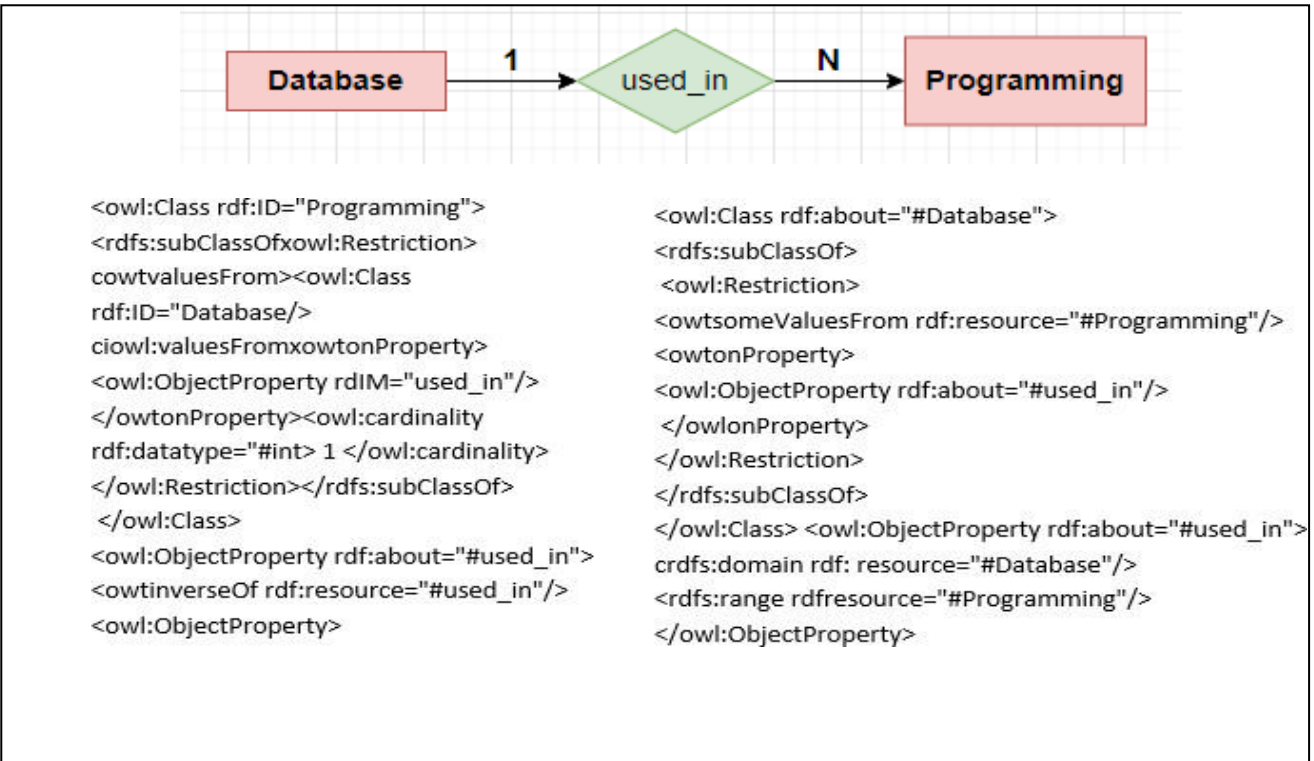 1
N
Database
used_in
Programming
<owl:Class rdf:ID="Programming">
<rdfs:subClassOfxowl:Restriction>
cowtvaluesFrom><owl:Class
rdf:ID="Database/>
ciowl:valuesFromxowtonProperty>
<owl:ObjectProperty rdIM="used_in"/>
</owtonProperty><owl:cardinality
rdf:datatype="#int> 1 </owl:cardinality>
</owl:Restriction></rdfs:subClassOf>
</owl:Class>
<owl:ObjectProperty rdf:about="#used_in">
<owtinverseOf rdf:resource="#used_in"/>
<owl:ObjectProperty>
<owl:Class rdf:about="#Database">
<rdfs:subClassOf>
<owl:Restriction>
<owtsomeValuesFrom rdf:resource="#Programming"/>
<owtonProperty>
<owl:ObjectProperty rdf:about="#used_in"/>
</owlonProperty>
</owl:Restriction>
</rdfs:subClassOf>
</owl:Class> <owl:ObjectProperty rdf:about="#used_in">
crdfs:domain rdf: resource="#Database"/>
<rdfs:range rdfresource="#Programming"/>
</owl:ObjectProperty>